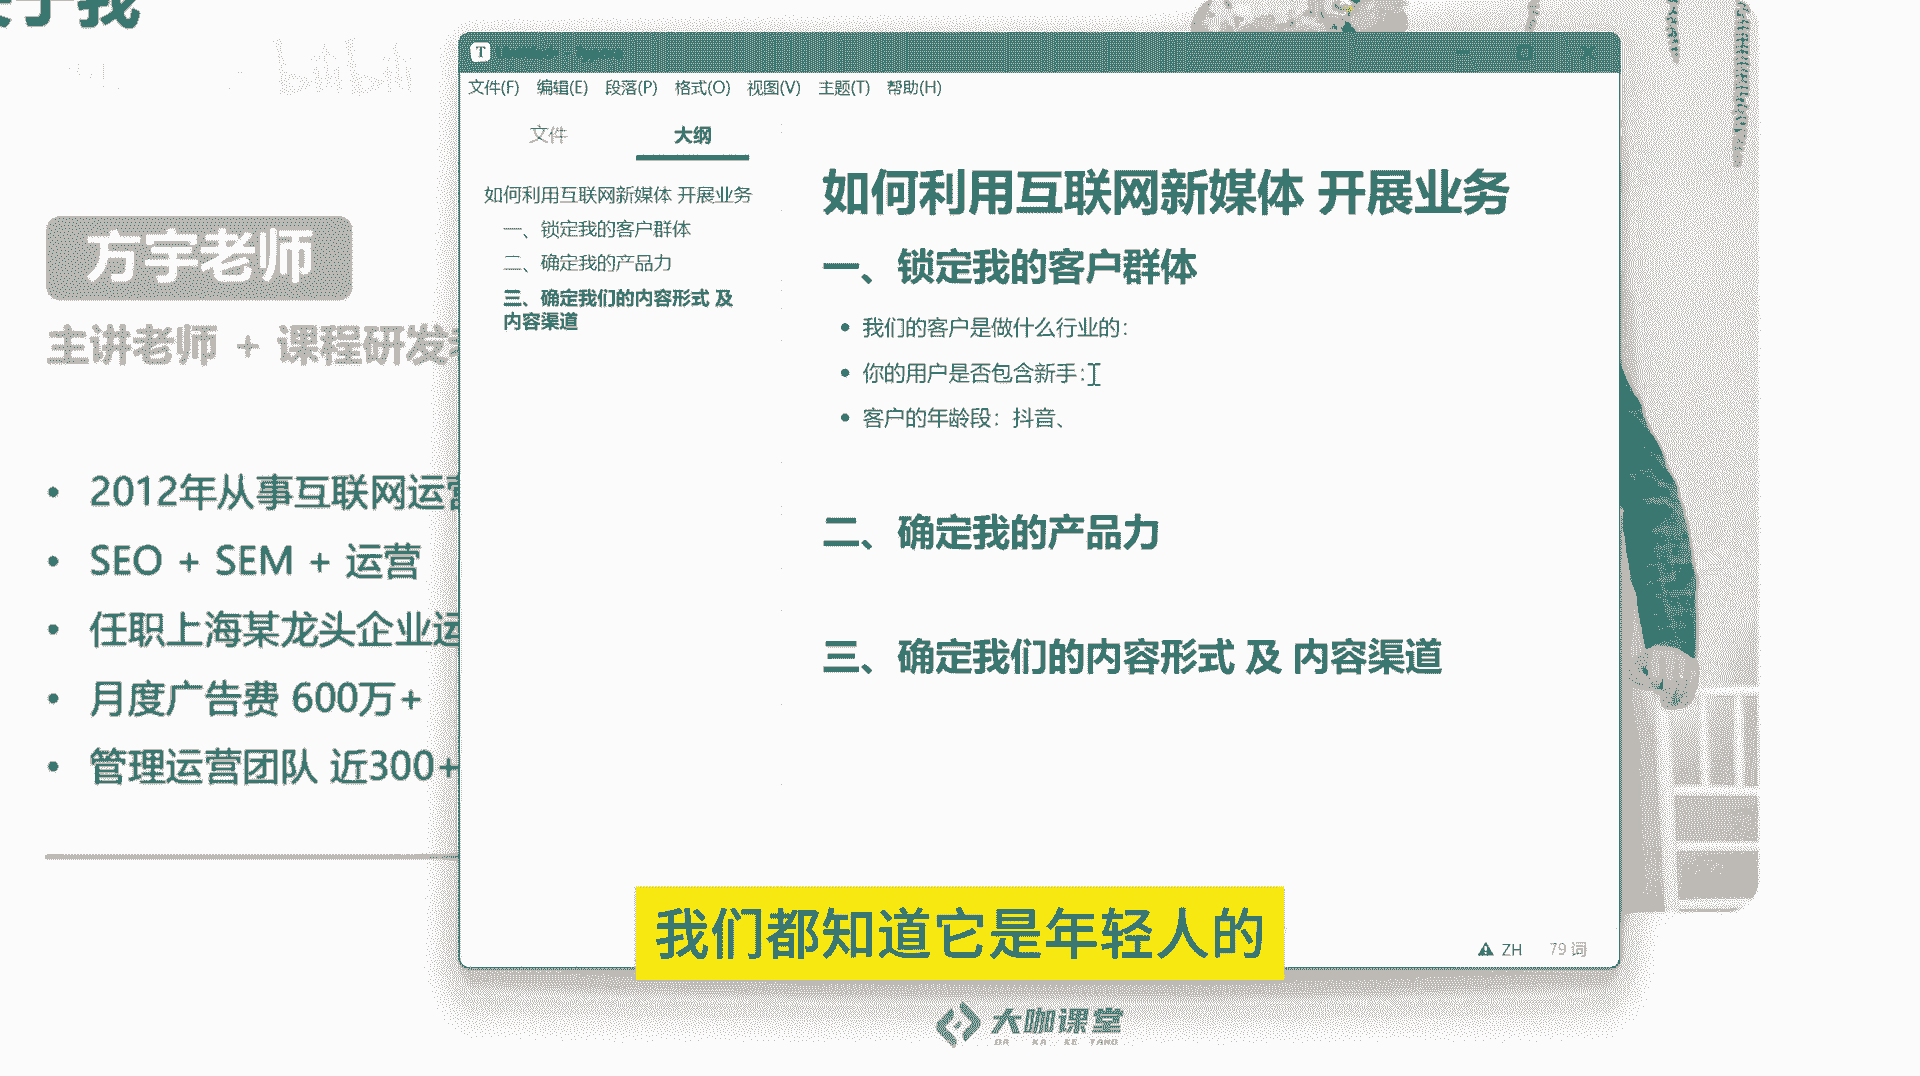 bilibili
方宇老师
主讲老师 + 课程研发
2012年从事互联网运营
SEO + SEM + 运营
任职上海某龙头企业运
月度广告费 600万+
管理运营团队 近300+
文件(F) 编辑(E) 段落(P) 格式(O) 视图(V) 主题(T) 帮助(H)
文件 大纲
如何利用互联网新媒体 开展业务
一、锁定我的客户群体
二、确定我的产品力
三、确定我们的内容形式 及
内容渠道
如何利用互联网新媒体 开展业务
一、锁定我的客户群体
我们的客户是做什么行业的：
你的用户是否包含新手：
客户的年龄段：抖音、
二、确定我的产品力
三、确定我们的内容形式 及 内容渠道
ZH 79 词
我们都知道它是年轻人的
大咖课堂
DA KA KE TANG